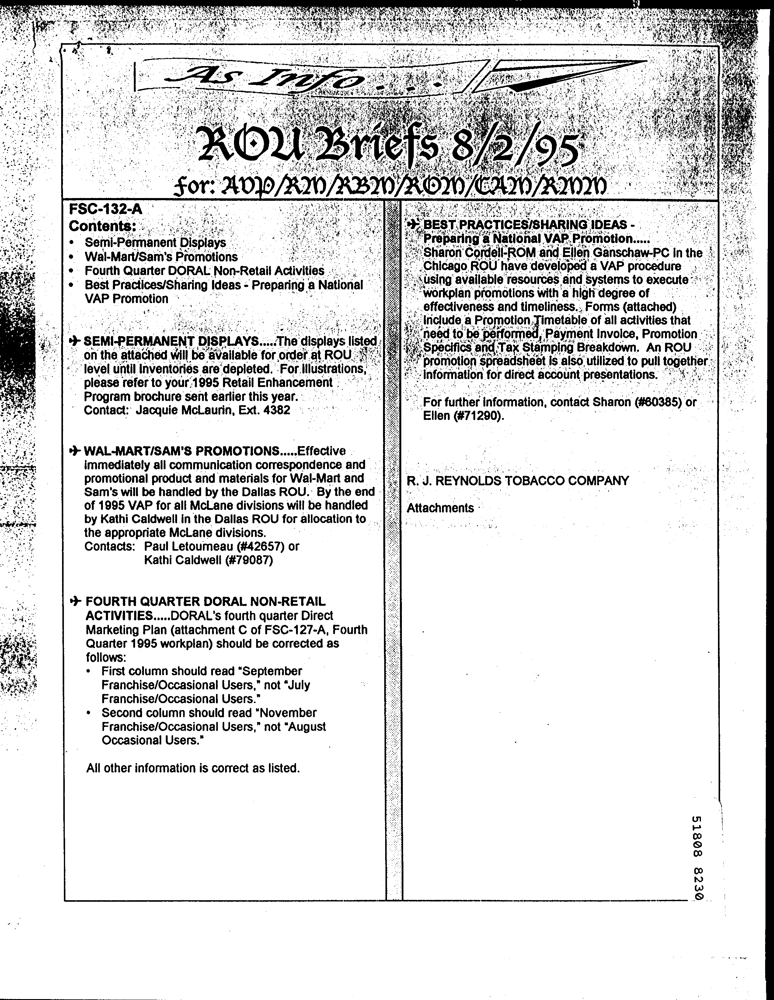 As Info . . . .
ROU Briefs 8/2/95
for: AVP/RM/RBM/ROM/CAM/RMM
FSC-132-A
Contents:
• Semi-Permanent Displays
• Wal-Mart/Sam's Promotions
• Fourth Quarter DORAL Non-Retail Activities
• Best Practices/Sharing Ideas - Preparing a National
VAP Promotion
✈ SEMI-PERMANENT DISPLAYS.....The displays listed
on the attached will be available for order at ROU
level until inventories are depleted. For illustrations,
please refer to your 1995 Retail Enhancement
Program brochure sent earlier this year.
Contact: Jacquie McLaurin, Ext. 4382
✈ WAL-MART/SAM'S PROMOTIONS.....Effective
immediately all communication correspondence and
promotional product and materials for Wal-Mart and
Sam's will be handled by the Dallas ROU. By the end
of 1995 VAP for all McLane divisions will be handled
by Kathi Caldwell in the Dallas ROU for allocation to
the appropriate McLane divisions.
Contacts: Paul Letourneau (#42657) or
Kathi Caldwell (#79087)
✈ FOURTH QUARTER DORAL NON-RETAIL
ACTIVITIES.....DORAL's fourth quarter Direct
Marketing Plan (attachment C of FSC-127-A, Fourth
Quarter 1995 workplan) should be corrected as
follows:
• First column should read "September
Franchise/Occasional Users," not "July
Franchise/Occasional Users."
• Second column should read "November
Franchise/Occasional Users," not "August
Occasional Users."
All other information is correct as listed.
✈ BEST PRACTICES/SHARING IDEAS -
Preparing a National VAP Promotion.....
Sharon Cordell-ROM and Ellen Ganschaw-PC in the
Chicago ROU have developed a VAP procedure
using available resources and systems to execute
workplan promotions with a high degree of
effectiveness and timeliness. Forms (attached)
include a Promotion Timetable of all activities that
need to be performed, Payment Invoice, Promotion
Specifics and Tax Stamping Breakdown. An ROU
promotion spreadsheet is also utilized to pull together
information for direct account presentations.
For further information, contact Sharon (#60385) or
Ellen (#71290).
R. J. REYNOLDS TOBACCO COMPANY
Attachments
51808 8230